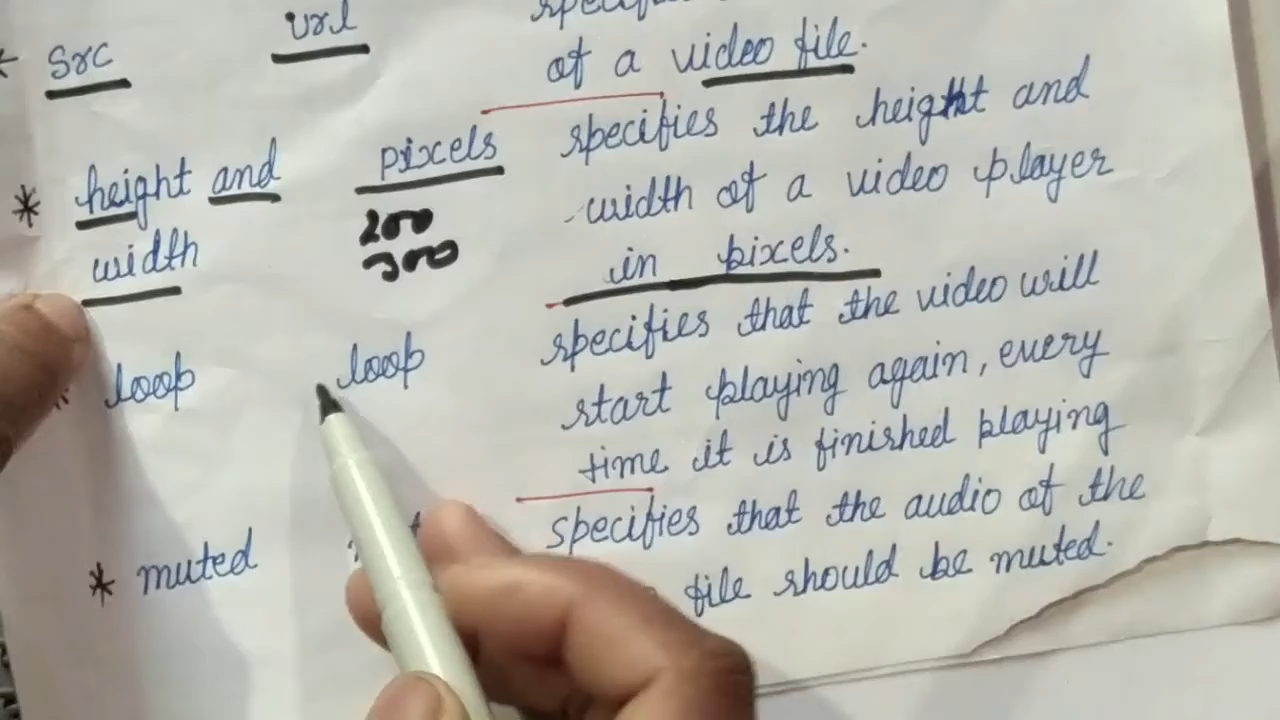 * src url
of a video file.
* height and pixels specifies the height and
width 200 width of a video player
300 in pixels.
* loop loop specifies that the video will
start playing again, every
time it is finished playing
* muted specifies that the audio of the
file should be muted.